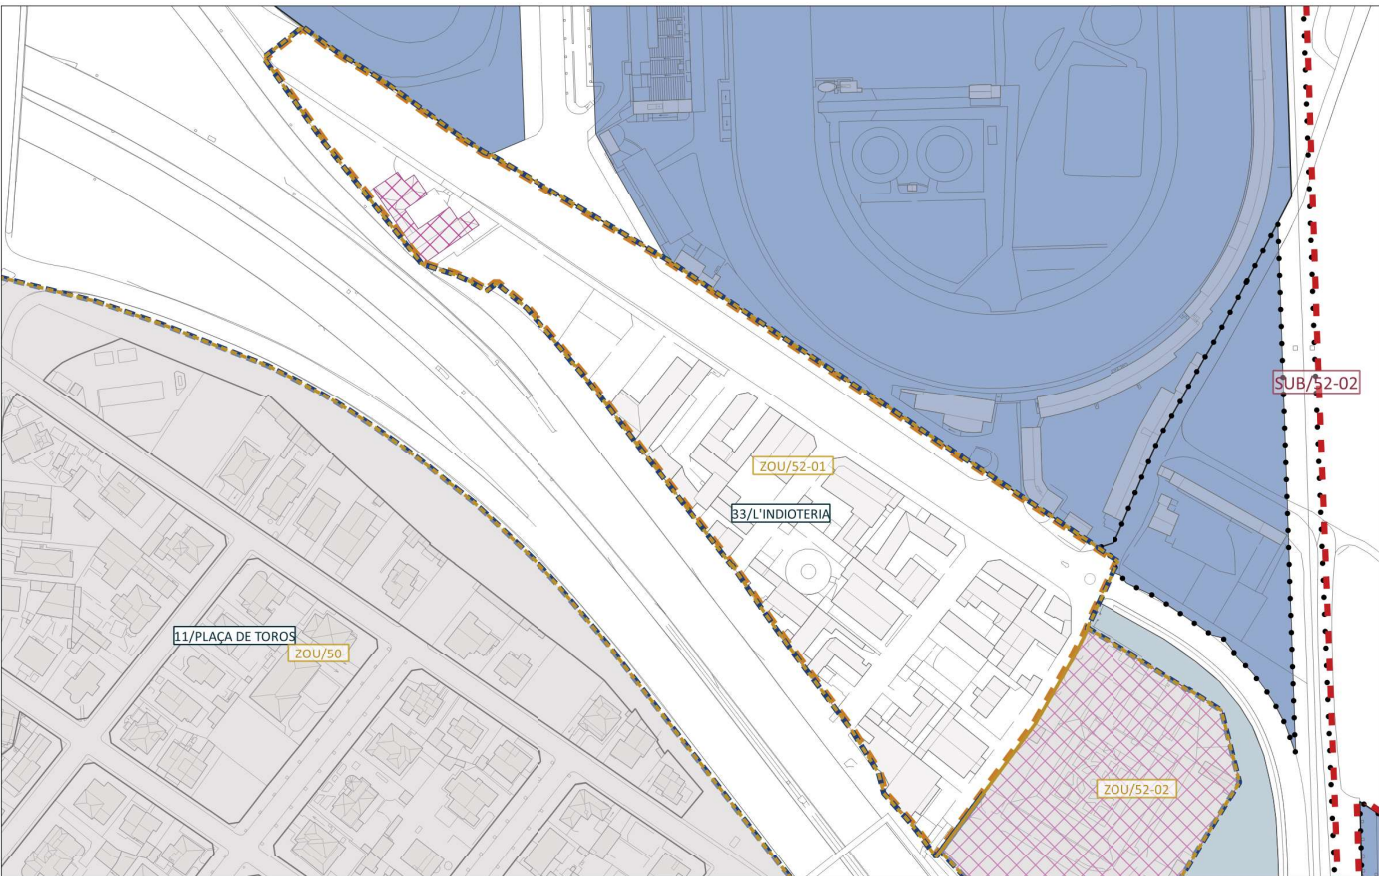 SUB/52-02
ZOU/52-01
33/L'INDIOTERIA
11/PLAÇA DE TOROS
ZOU/50
ZOU/52-02